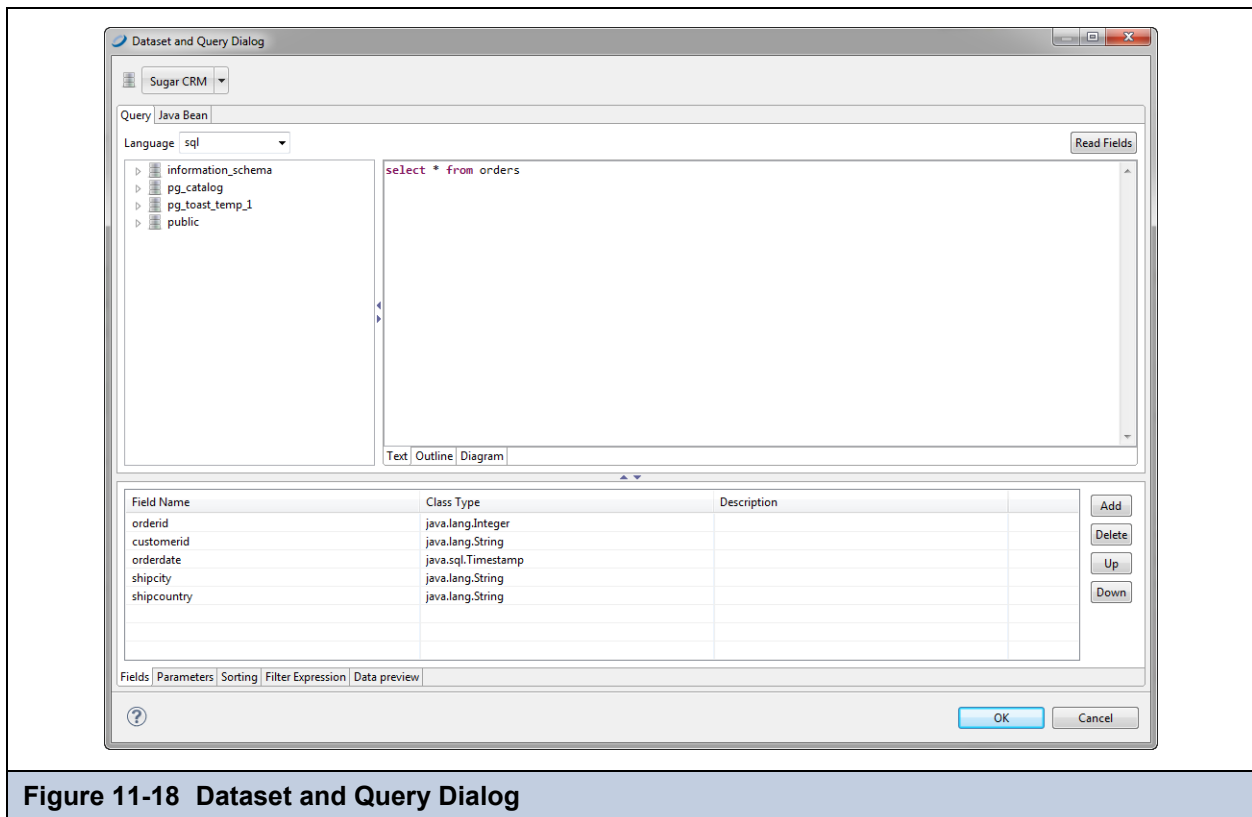 Dataset and Query Dialog
Sugar CRM
Query Java Bean
Language sql Read Fields
information_schema
pg_catalog
pg_toast_temp_1
public
select * from orders
Text Outline Diagram
Field Name Class Type Description
orderid java.lang.Integer
customerid java.lang.String
orderdate java.sql.Timestamp
shipcity java.lang.String
shipcountry java.lang.String
Add
Delete
Up
Down
Fields Parameters Sorting Filter Expression Data preview
? OK Cancel
Figure 11-18 Dataset and Query Dialog